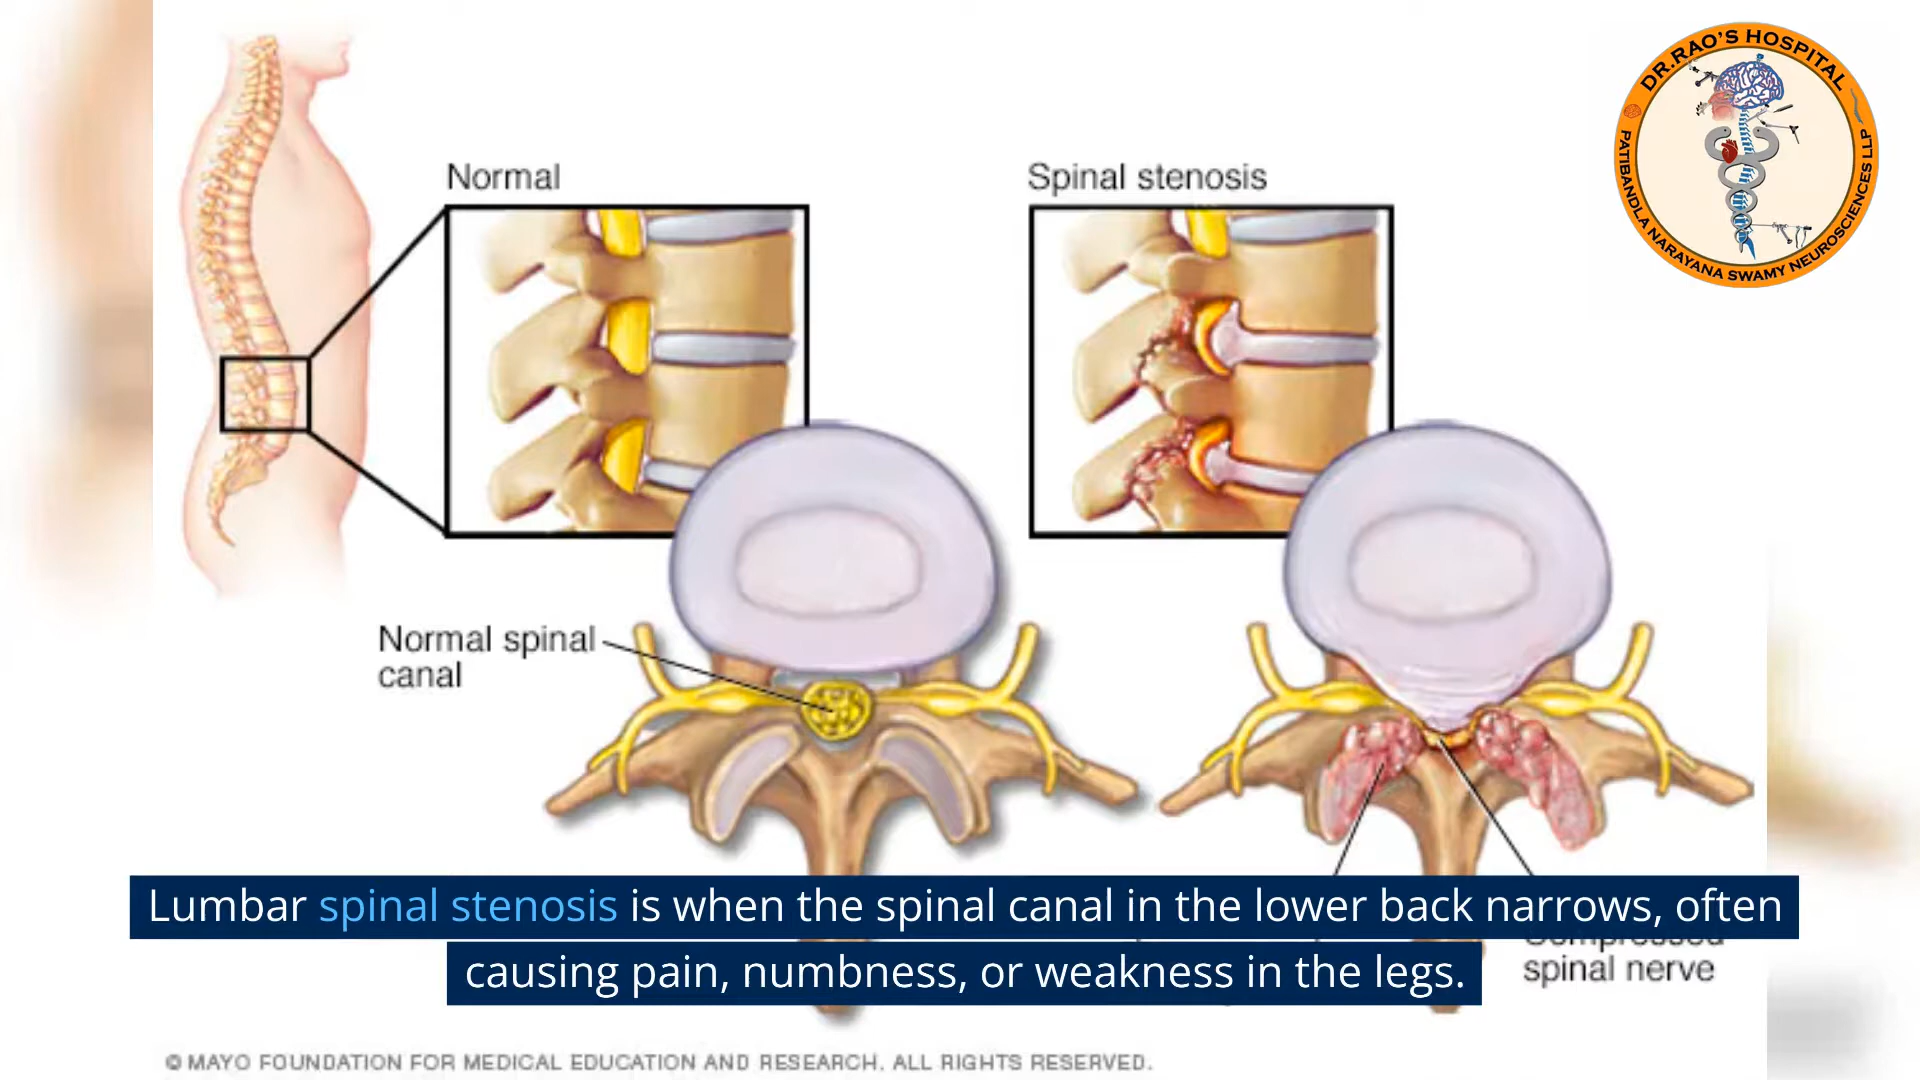 DR.RAO'S HOSPITAL
PATIBANDLA NARAYANA SWAMY NEUROSCIENCES LLP
Normal
Spinal stenosis
Normal spinal
canal
Lumbar spinal stenosis is when the spinal canal in the lower back narrows, often
causing pain, numbness, or weakness in the legs.
Compressed
spinal nerve
© MAYO FOUNDATION FOR MEDICAL EDUCATION AND RESEARCH. ALL RIGHTS RESERVED.